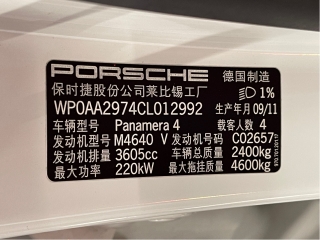 PORSCHE 德国制造
保时捷股份公司莱比锡工厂 1%
WP0AA2974CL012992 生产年月 09/11
车辆型号 Panamera 4 载客人数 4
发动机型号 M4640 V 发动机号码 C02657
发动机排量 3605cc 车辆总质量 2400kg
最大功率 220kW 最大拖挂质量 4600kg